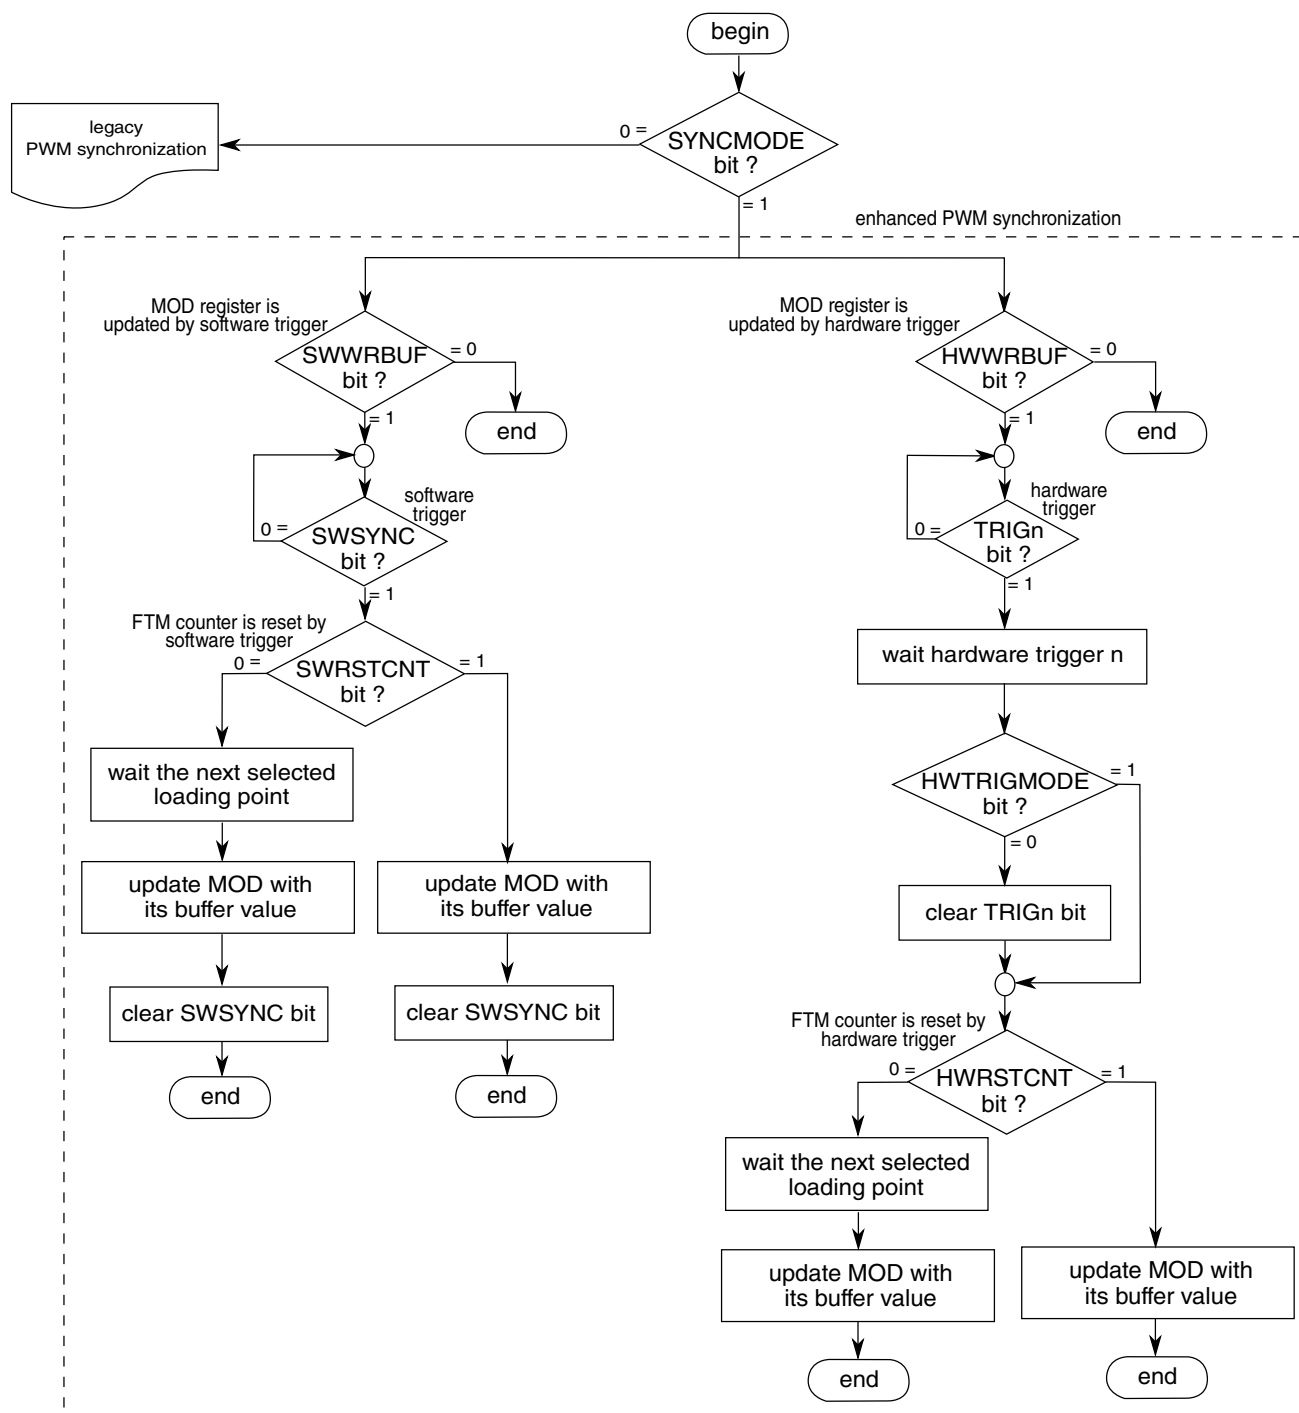 begin
legacy
PWM synchronization
0 =
SYNCMODE
bit ?
= 1
enhanced PWM synchronization
MOD register is
updated by software trigger
SWWRBUF
bit ?
= 0
end
= 1
software
trigger
0 =
SWSYNC
bit ?
= 1
FTM counter is reset by
software trigger
0 =
SWRSTCNT
bit ?
= 1
wait the next selected
loading point
update MOD with
its buffer value
clear SWSYNC bit
end
update MOD with
its buffer value
clear SWSYNC bit
end
MOD register is
updated by hardware trigger
HWWRBUF
bit ?
= 0
end
= 1
hardware
trigger
0 =
TRIGn
bit ?
= 1
wait hardware trigger n
HWTRIGMODE
bit ?
= 1
= 0
clear TRIGn bit
FTM counter is reset by
hardware trigger
0 =
HWRSTCNT
bit ?
= 1
wait the next selected
loading point
update MOD with
its buffer value
end
update MOD with
its buffer value
end